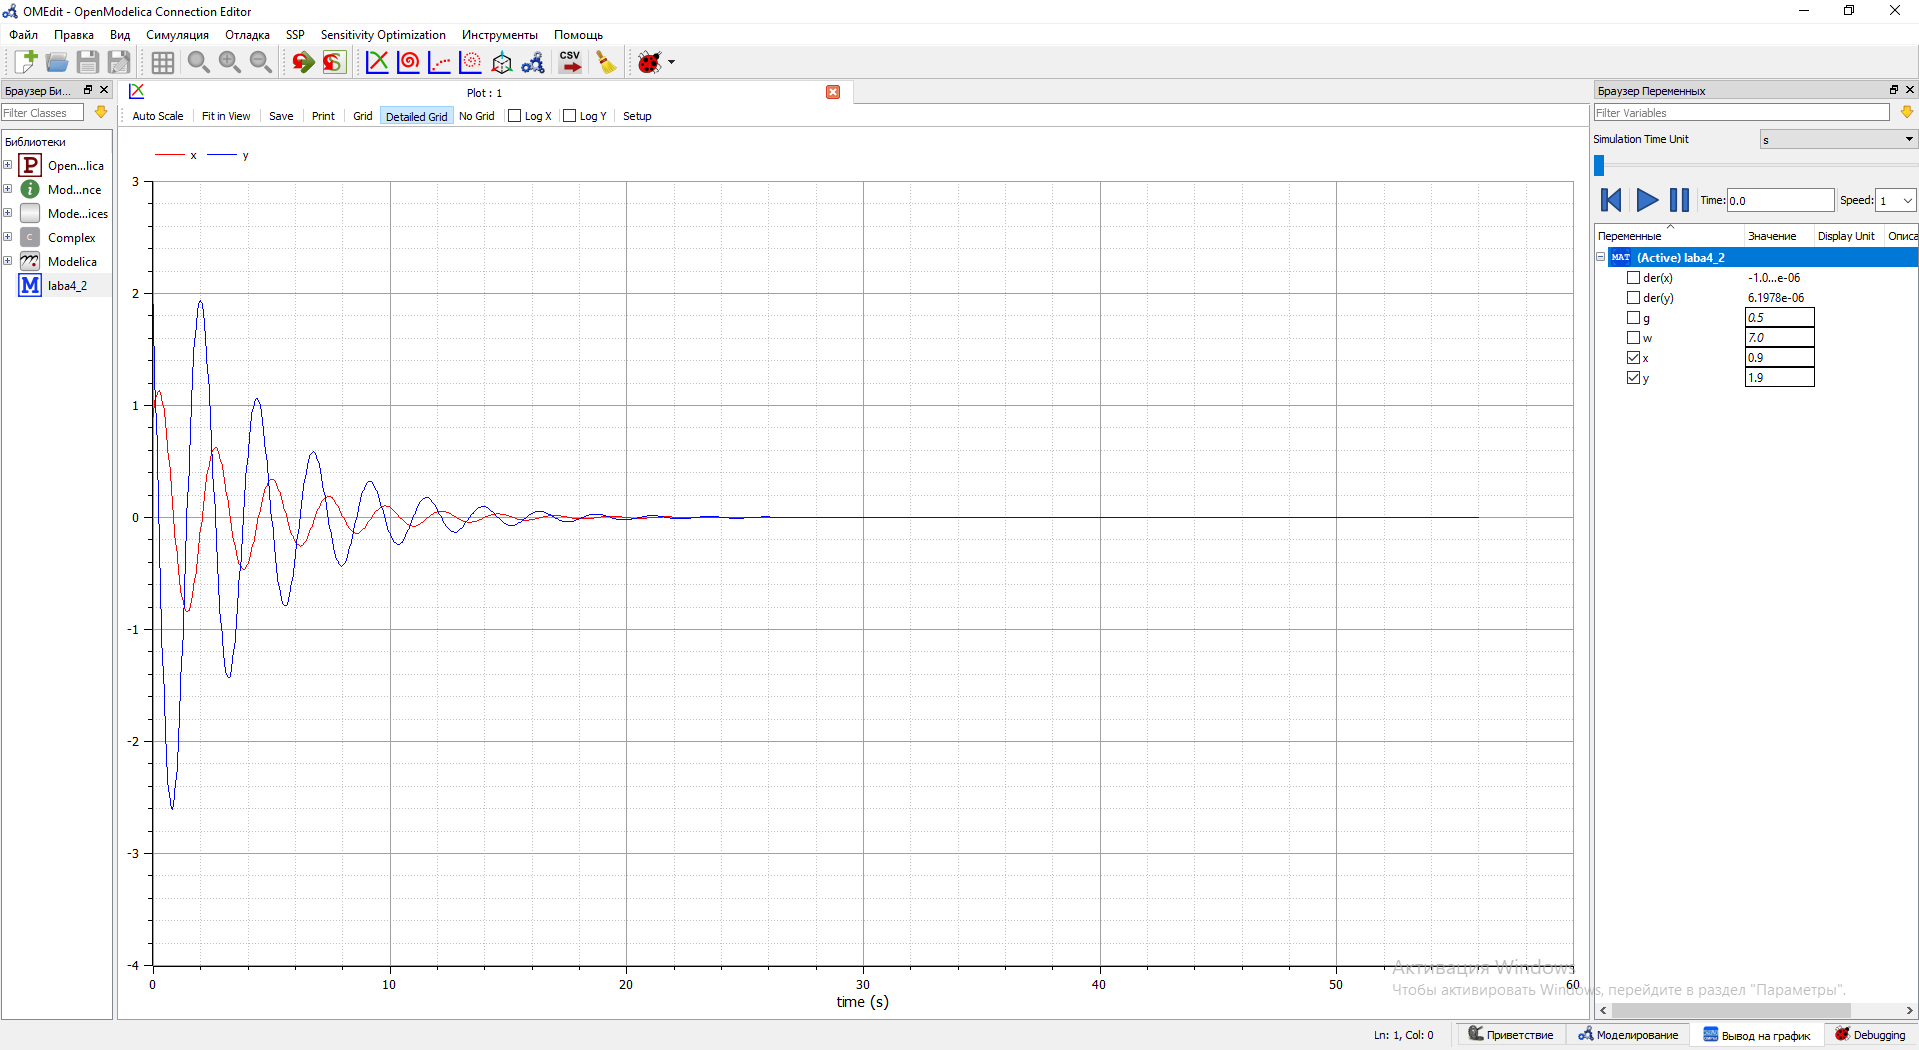 OMEdit - OpenModelica Connection Editor
Файл Правка Вид Симуляция Отладка SSP Sensitivity Optimization Инструменты Помощь
CSV
Браузер Би...
Filter Classes
Библиотеки
P Open...lica
i Mod...nce
Mode...ices
C Complex
Modelica
M laba4_2
Plot : 1
Auto Scale Fit in View Save Print Grid Detailed Grid No Grid Log X Log Y Setup
x y
3
2
1
0
-1
-2
-3
-4
0 10 20 30 40 50 60
time (s)
Браузер Переменных
Filter Variables
Simulation Time Unit s
Time: 0.0 Speed: 1
Переменные Значение Display Unit Описа
MAT (Active) laba4_2
der(x) -1.0...e-06
der(y) 6.1978e-06
g 0.5
w 7.0
x 0.9
y 1.9
Активация Windows
Чтобы активировать Windows, перейдите в раздел "Параметры".
Ln: 1, Col: 0 Приветствие Моделирование Вывод на график Debugging